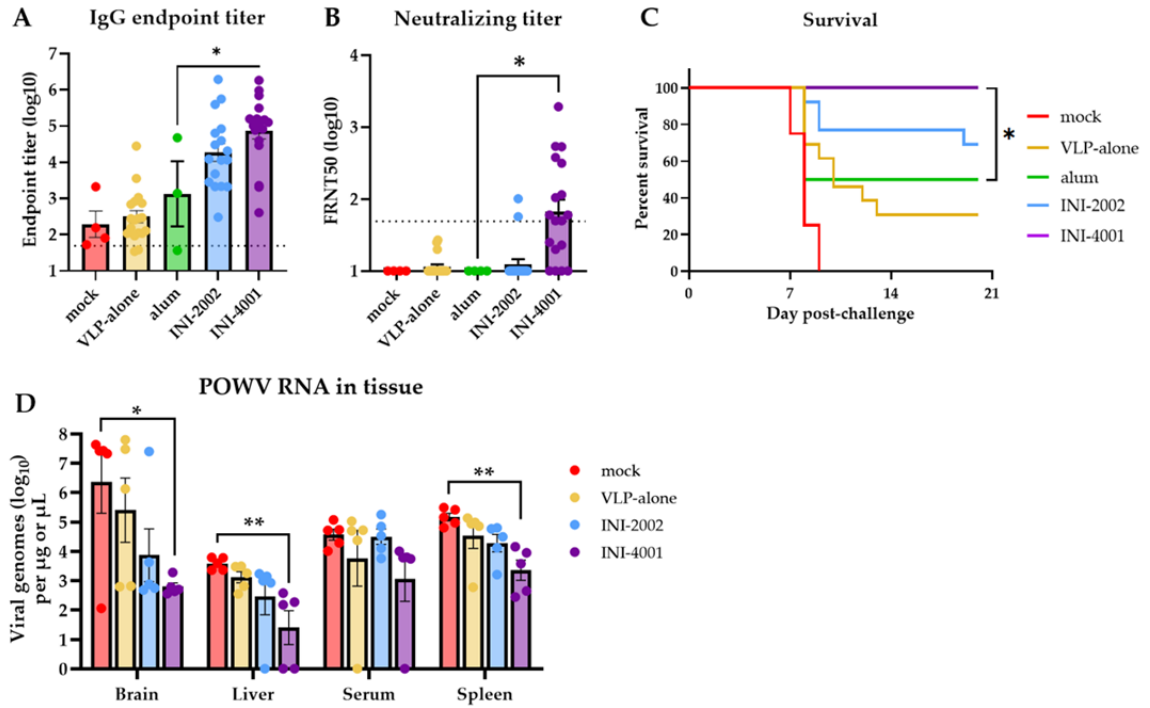 A
IgG endpoint titer
Endpoint titer (log10)
7
6
5
4
3
2
1
*
mock
VLP-alone
alum
INI-2002
INI-4001
B
Neutralizing titer
FRNT50 (log10)
4
3
2
1
*
mock
VLP-alone
alum
INI-2002
INI-4001
C
Survival
Percent survival
100
80
60
40
20
0
0 7 14 21
Day post-challenge
*
mock
VLP-alone
alum
INI-2002
INI-4001
D
POWV RNA in tissue
Viral genomes (log10)
per µg or µL
8
7
6
5
4
3
2
1
0
*
**
**
Brain Liver Serum Spleen
mock
VLP-alone
INI-2002
INI-4001